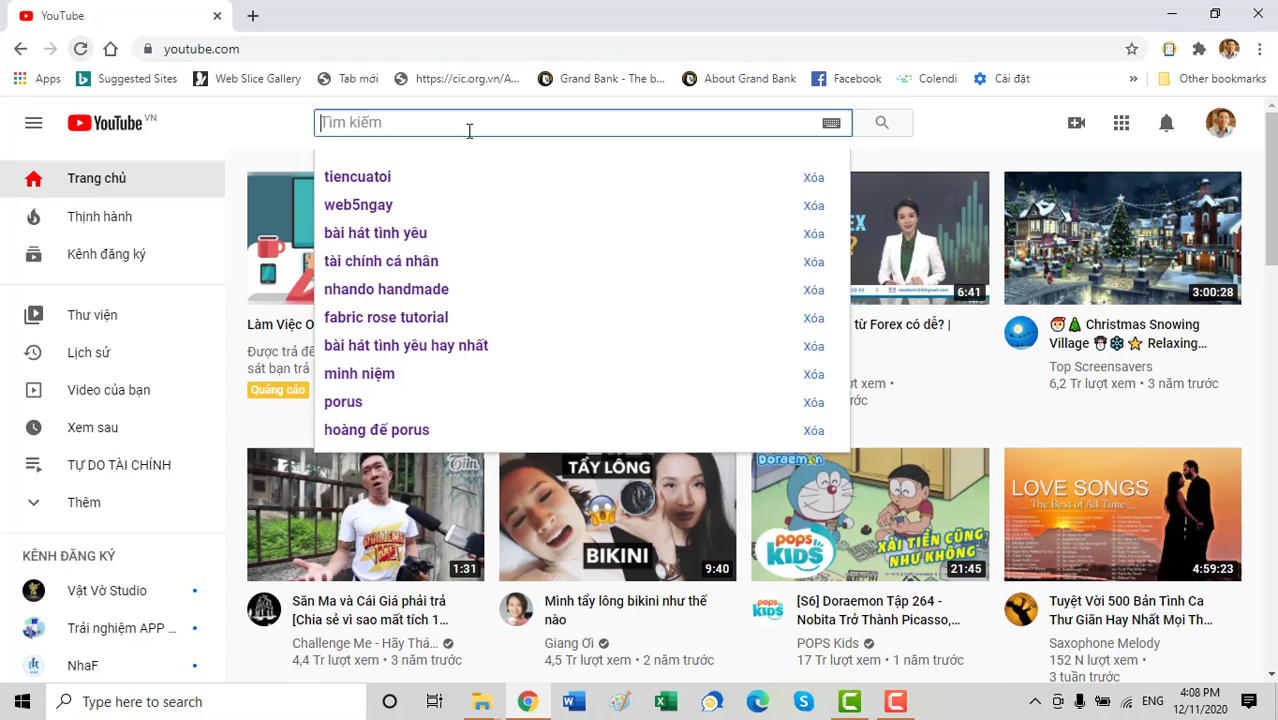 YouTube
youtube.com
Apps
Suggested Sites
Web Slice Gallery
Tab mới
https://cic.org.vn/A...
Grand Bank - The b...
About Grand Bank
Facebook
Colendi
Cài đặt
»
Other bookmarks
YouTube VN
Tìm kiếm
Trang chủ
Thịnh hành
Kênh đăng ký
Thư viện
Lịch sử
Video của bạn
Xem sau
TỰ DO TÀI CHÍNH
Thêm
KÊNH ĐĂNG KÝ
Vật Vờ Studio
Trải nghiệm APP ...
NhaF
tiencuatoi Xóa
web5ngay Xóa
bài hát tình yêu Xóa
tài chính cá nhân Xóa
nhando handmade Xóa
fabric rose tutorial Xóa
bài hát tình yêu hay nhất Xóa
minh niệm Xóa
porus Xóa
hoàng đế porus Xóa
Làm Việc O
Được trả để
sát bạn trả
Quảng cáo
EX
6:41
từ Forex có dễ? |
xem •
3:00:28
🎅🎄 Christmas Snowing
Village ⛄❄️ ⭐ Relaxing...
Top Screensavers
6,2 Tr lượt xem • 3 năm trước
1:31
Săn Ma và Cái Giá phải trả
[Chia sẻ vì sao mất tích 1...
Challenge Me - Hãy Thá...
4,4 Tr lượt xem • 3 năm trước
TẨY LÔNG
BIKINI
9:40
Mình tẩy lông bikini như thế
nào
Giang Ơi
4,5 Tr lượt xem • 2 năm trước
Doraemon
POPS KIDS
XÀI TIỀN CŨNG
NHƯ KHÔNG
21:45
[S6] Doraemon Tập 264 -
Nobita Trở Thành Picasso,...
POPS Kids
17 Tr lượt xem • 1 năm trước
LOVE SONGS
The Best of All Time
4:59:23
Tuyệt Vời 500 Bản Tình Ca
Thư Giãn Hay Nhất Mọi Th...
Saxophone Melody
152 N lượt xem •
3 tuần trước
Type here to search
ENG
4:08 PM
12/11/2020